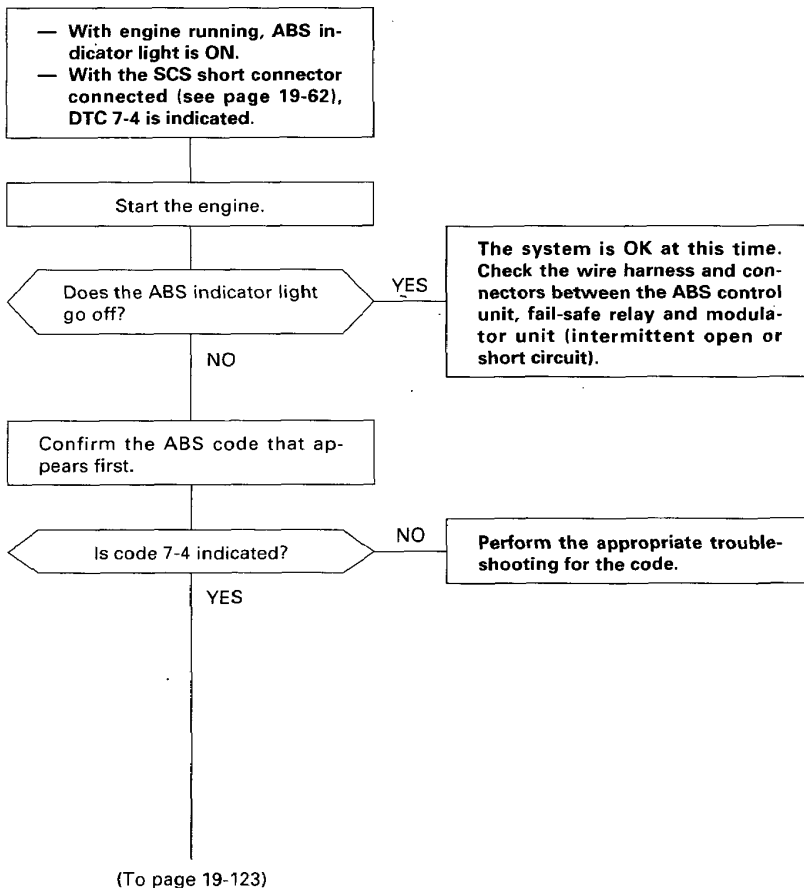 — With engine running, ABS in-
dicator light is ON.
— With the SCS short connector
connected (see page 19-62),
DTC 7-4 is indicated.
Start the engine.
Does the ABS indicator light
go off?
YES
The system is OK at this time.
Check the wire harness and con-
nectors between the ABS control
unit, fail-safe relay and modula-
tor unit (intermittent open or
short circuit).
NO
Confirm the ABS code that ap-
pears first.
Is code 7-4 indicated?
NO
Perform the appropriate trouble-
shooting for the code.
YES
(To page 19-123)